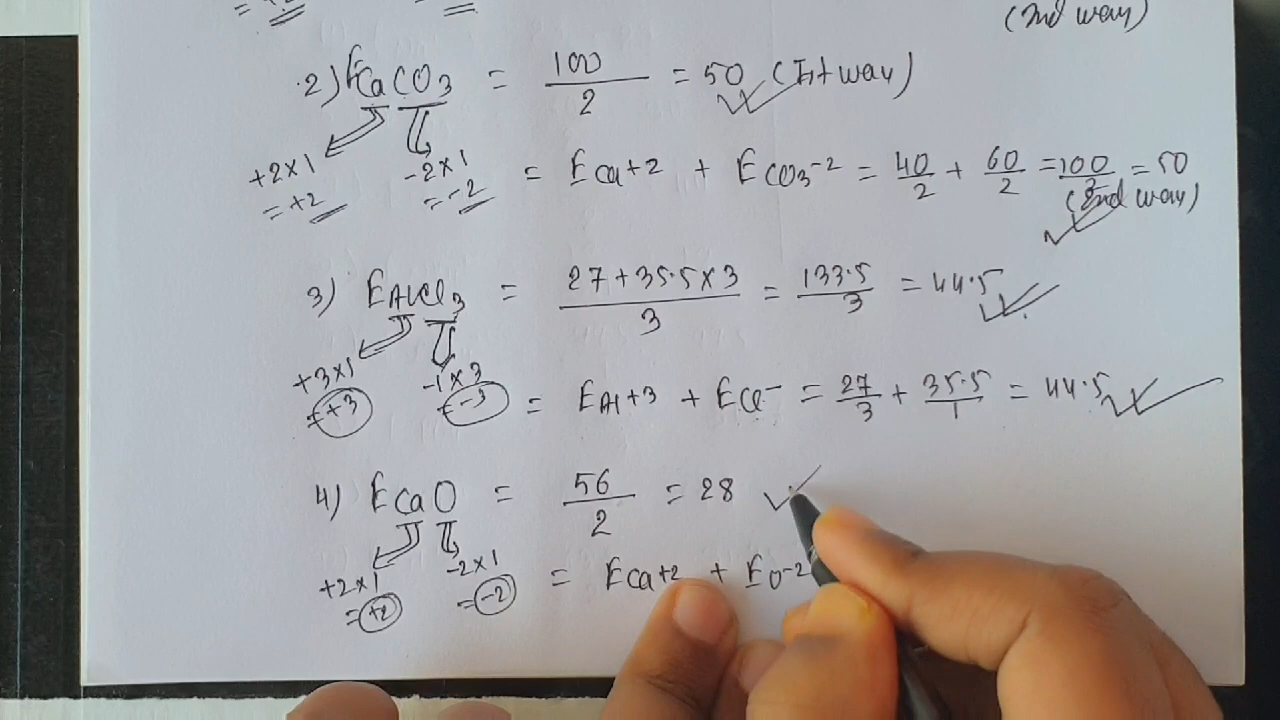 (2nd way)
2) ECaCO3 = 100/2 = 50 (Ist way)
+2×1 = +2
-2×1 = -2
= ECa+2 + ECO3-2 = 40/2 + 60/2 = 100/2 = 50 (2nd way)
3) EAlCl3 = 27+35.5×3/3 = 133.5/3 = 44.5
+3×1 = +3
-1×3 = -3
= EAl+3 + ECl- = 27/3 + 35.5/1 = 44.5
4) ECaO = 56/2 = 28
+2×1 = +2
-2×1 = -2
= ECa+2 + EO-2